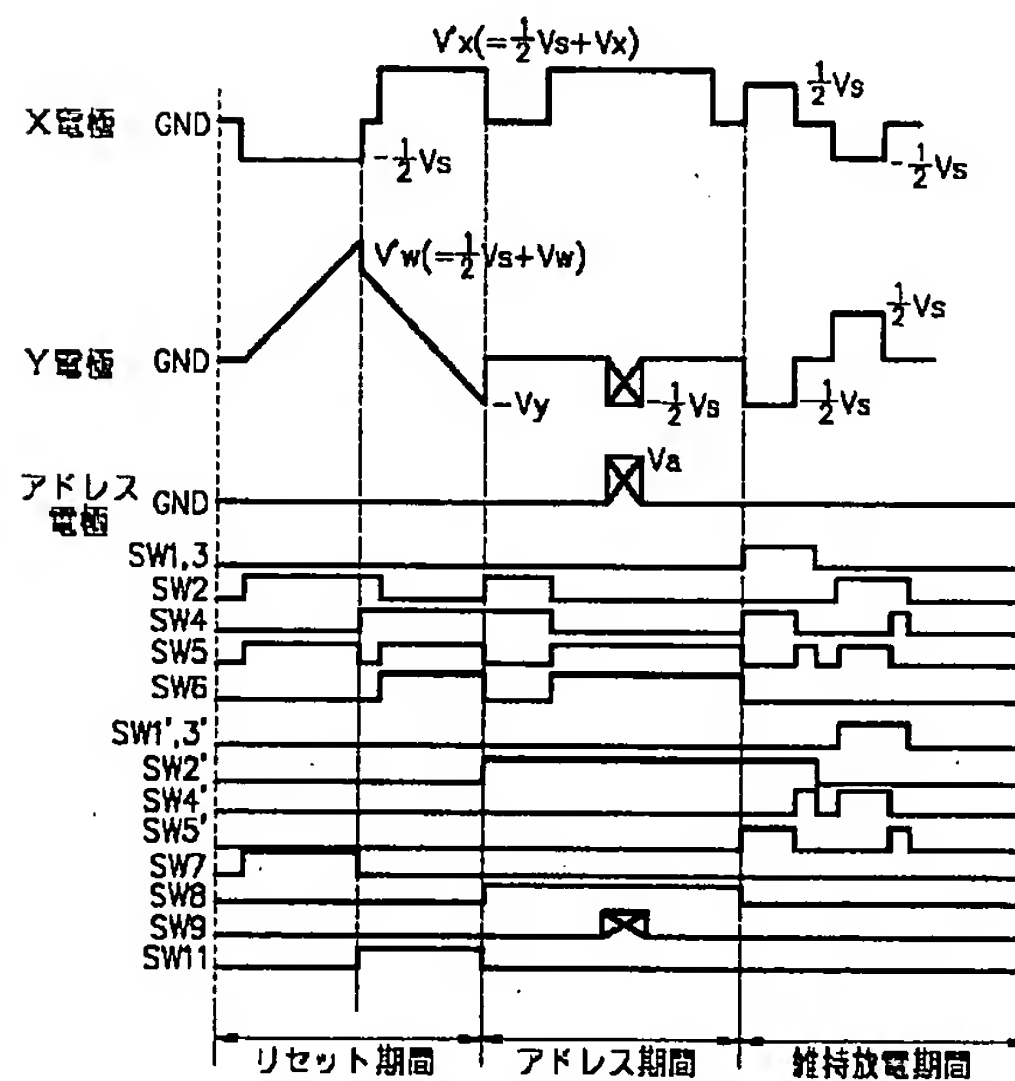 V'x(=1/2Vs+Vx)
X電極 GND
1/2Vs
-1/2Vs
-1/2Vs
V'w(=1/2Vs+Vw)
1/2Vs
Y電極 GND
-Vy
-1/2Vs
-1/2Vs
Va
アドレス電極 GND
SW1,3
SW2
SW4
SW5
SW6
SW1',3'
SW2'
SW4'
SW5'
SW7
SW8
SW9
SW11
リセット期間
アドレス期間
維持放電期間